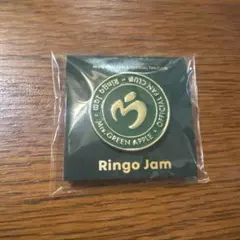 Ringo Jam • Mrs. GREEN APPLE • OFFICIAL FAN CLUB •
Ringo Jam